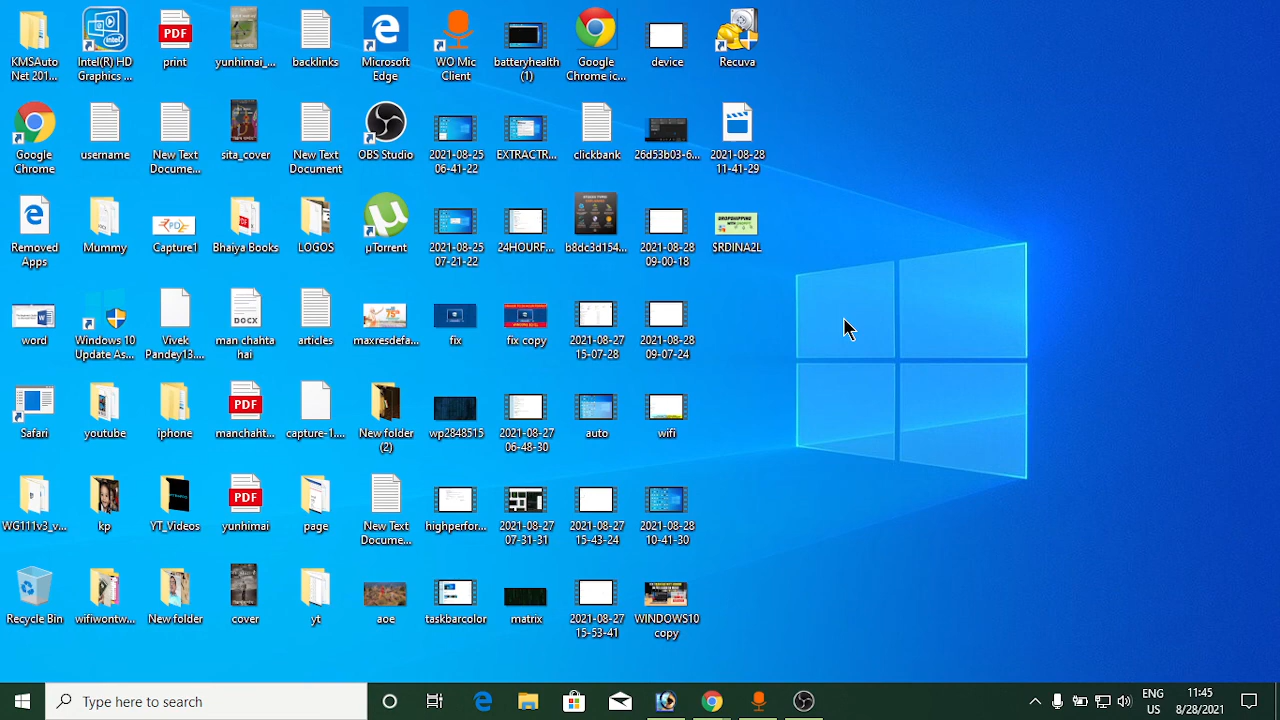 KMSAuto
Net 201...
Intel(R) HD
Graphics ...
print
yunhimai_...
backlinks
Microsoft
Edge
WO Mic
Client
batteryhealth
(1)
Google
Chrome ic...
device
Recuva
Google
Chrome
username
New Text
Docume...
sita_cover
New Text
Document
OBS Studio
2021-08-25
06-41-22
EXTRACTR...
clickbank
26d53b03-6...
2021-08-28
11-41-29
Removed
Apps
Mummy
Capture1
Bhaiya Books
LOGOS
µTorrent
2021-08-25
07-21-22
24HOURF...
b8dc3d154...
2021-08-28
09-00-18
SRDINA2L
word
Windows 10
Update As...
Vivek
Pandey13....
man chahta
hai
articles
maxresdefa...
fix
fix copy
2021-08-27
15-07-28
2021-08-28
09-07-24
Safari
youtube
iphone
manchaht...
capture-1....
New folder
(2)
wp2848515
2021-08-27
06-48-30
auto
wifi
WG111v3_v...
kp
YT_Videos
yunhimai
page
New Text
Docume...
highperfor...
2021-08-27
07-31-31
2021-08-27
15-43-24
2021-08-28
10-41-30
Recycle Bin
wifiwontw...
New folder
cover
yt
aoe
taskbarcolor
matrix
2021-08-27
15-53-41
WINDOWS10
copy
PDF
intel
PDF
DOCX
PDF
PDF
DROPSHIPPING
Type here to search
ENG
US
11:45
8/28/2021